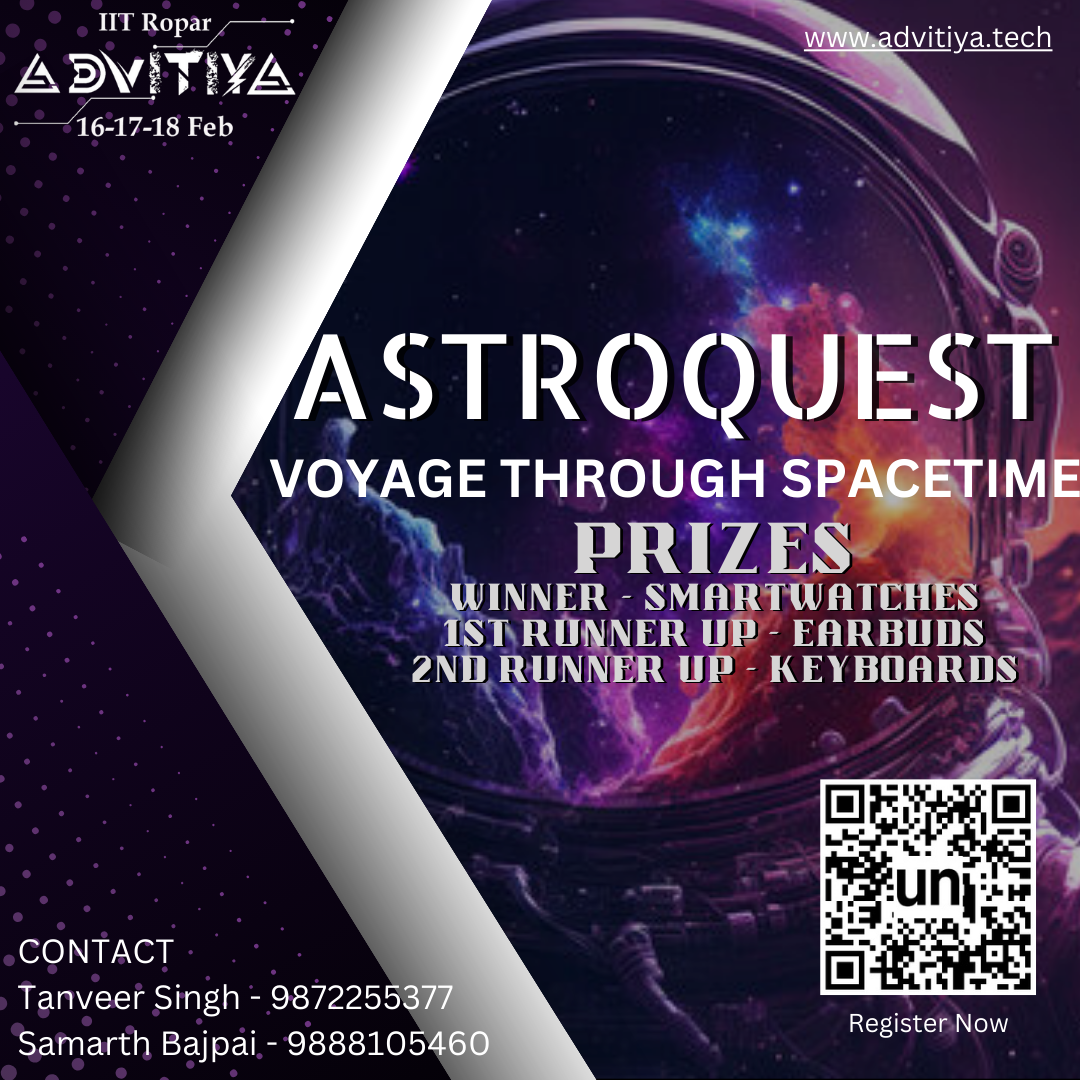 IIT Ropar
ADVITIYA
16-17-18 Feb
www.advitiya.tech
ASTROQUEST
VOYAGE THROUGH SPACETIME
PRIZES
WINNER - SMARTWATCHES
1ST RUNNER UP - EARBUDS
2ND RUNNER UP - KEYBOARDS
un
Register Now
CONTACT
Tanveer Singh - 9872255377
Samarth Bajpai - 9888105460